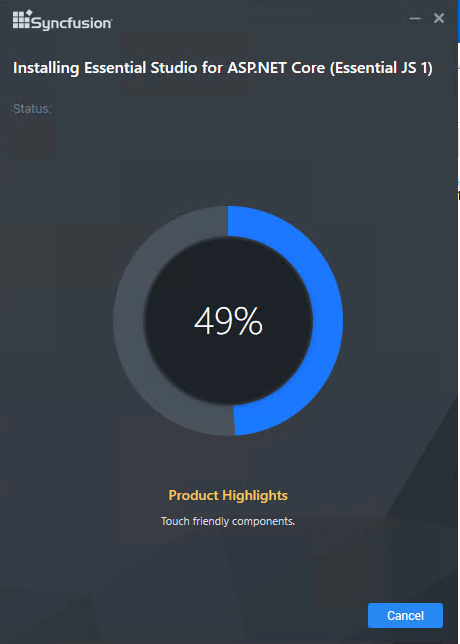 Syncfusion
Installing Essential Studio for ASP.NET Core (Essential JS 1)
Status:
49%
Product Highlights
Touch friendly components.
Cancel